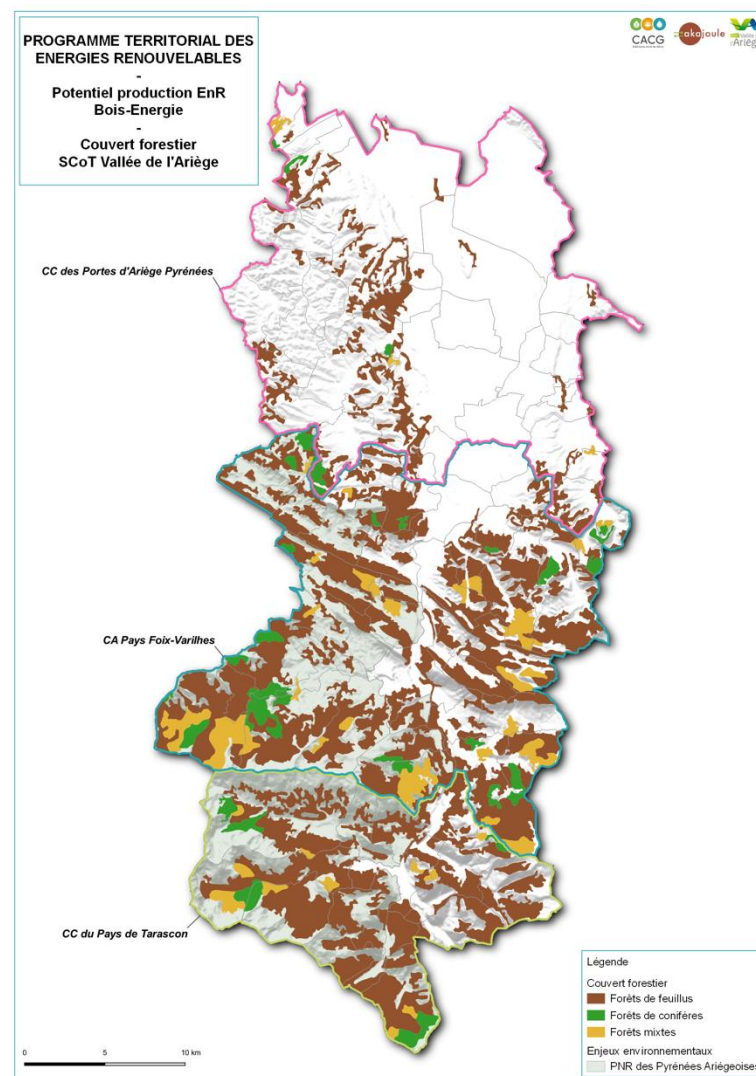 PROGRAMME TERRITORIAL DES
ENERGIES RENOUVELABLES
-
Potentiel production EnR
Bois-Energie
-
Couvert forestier
SCoT Vallée de l'Ariège
CACG
akajoule
d'Ariège
CC des Portes d'Ariège Pyrénées
CA Pays Foix-Varilhes
CC du Pays de Tarascon
Légende
Couvert forestier
Forêts de feuillus
Forêts de conifères
Forêts mixtes
Enjeux environnementaux
PNR des Pyrénées Ariégeoises
0 5 10 km